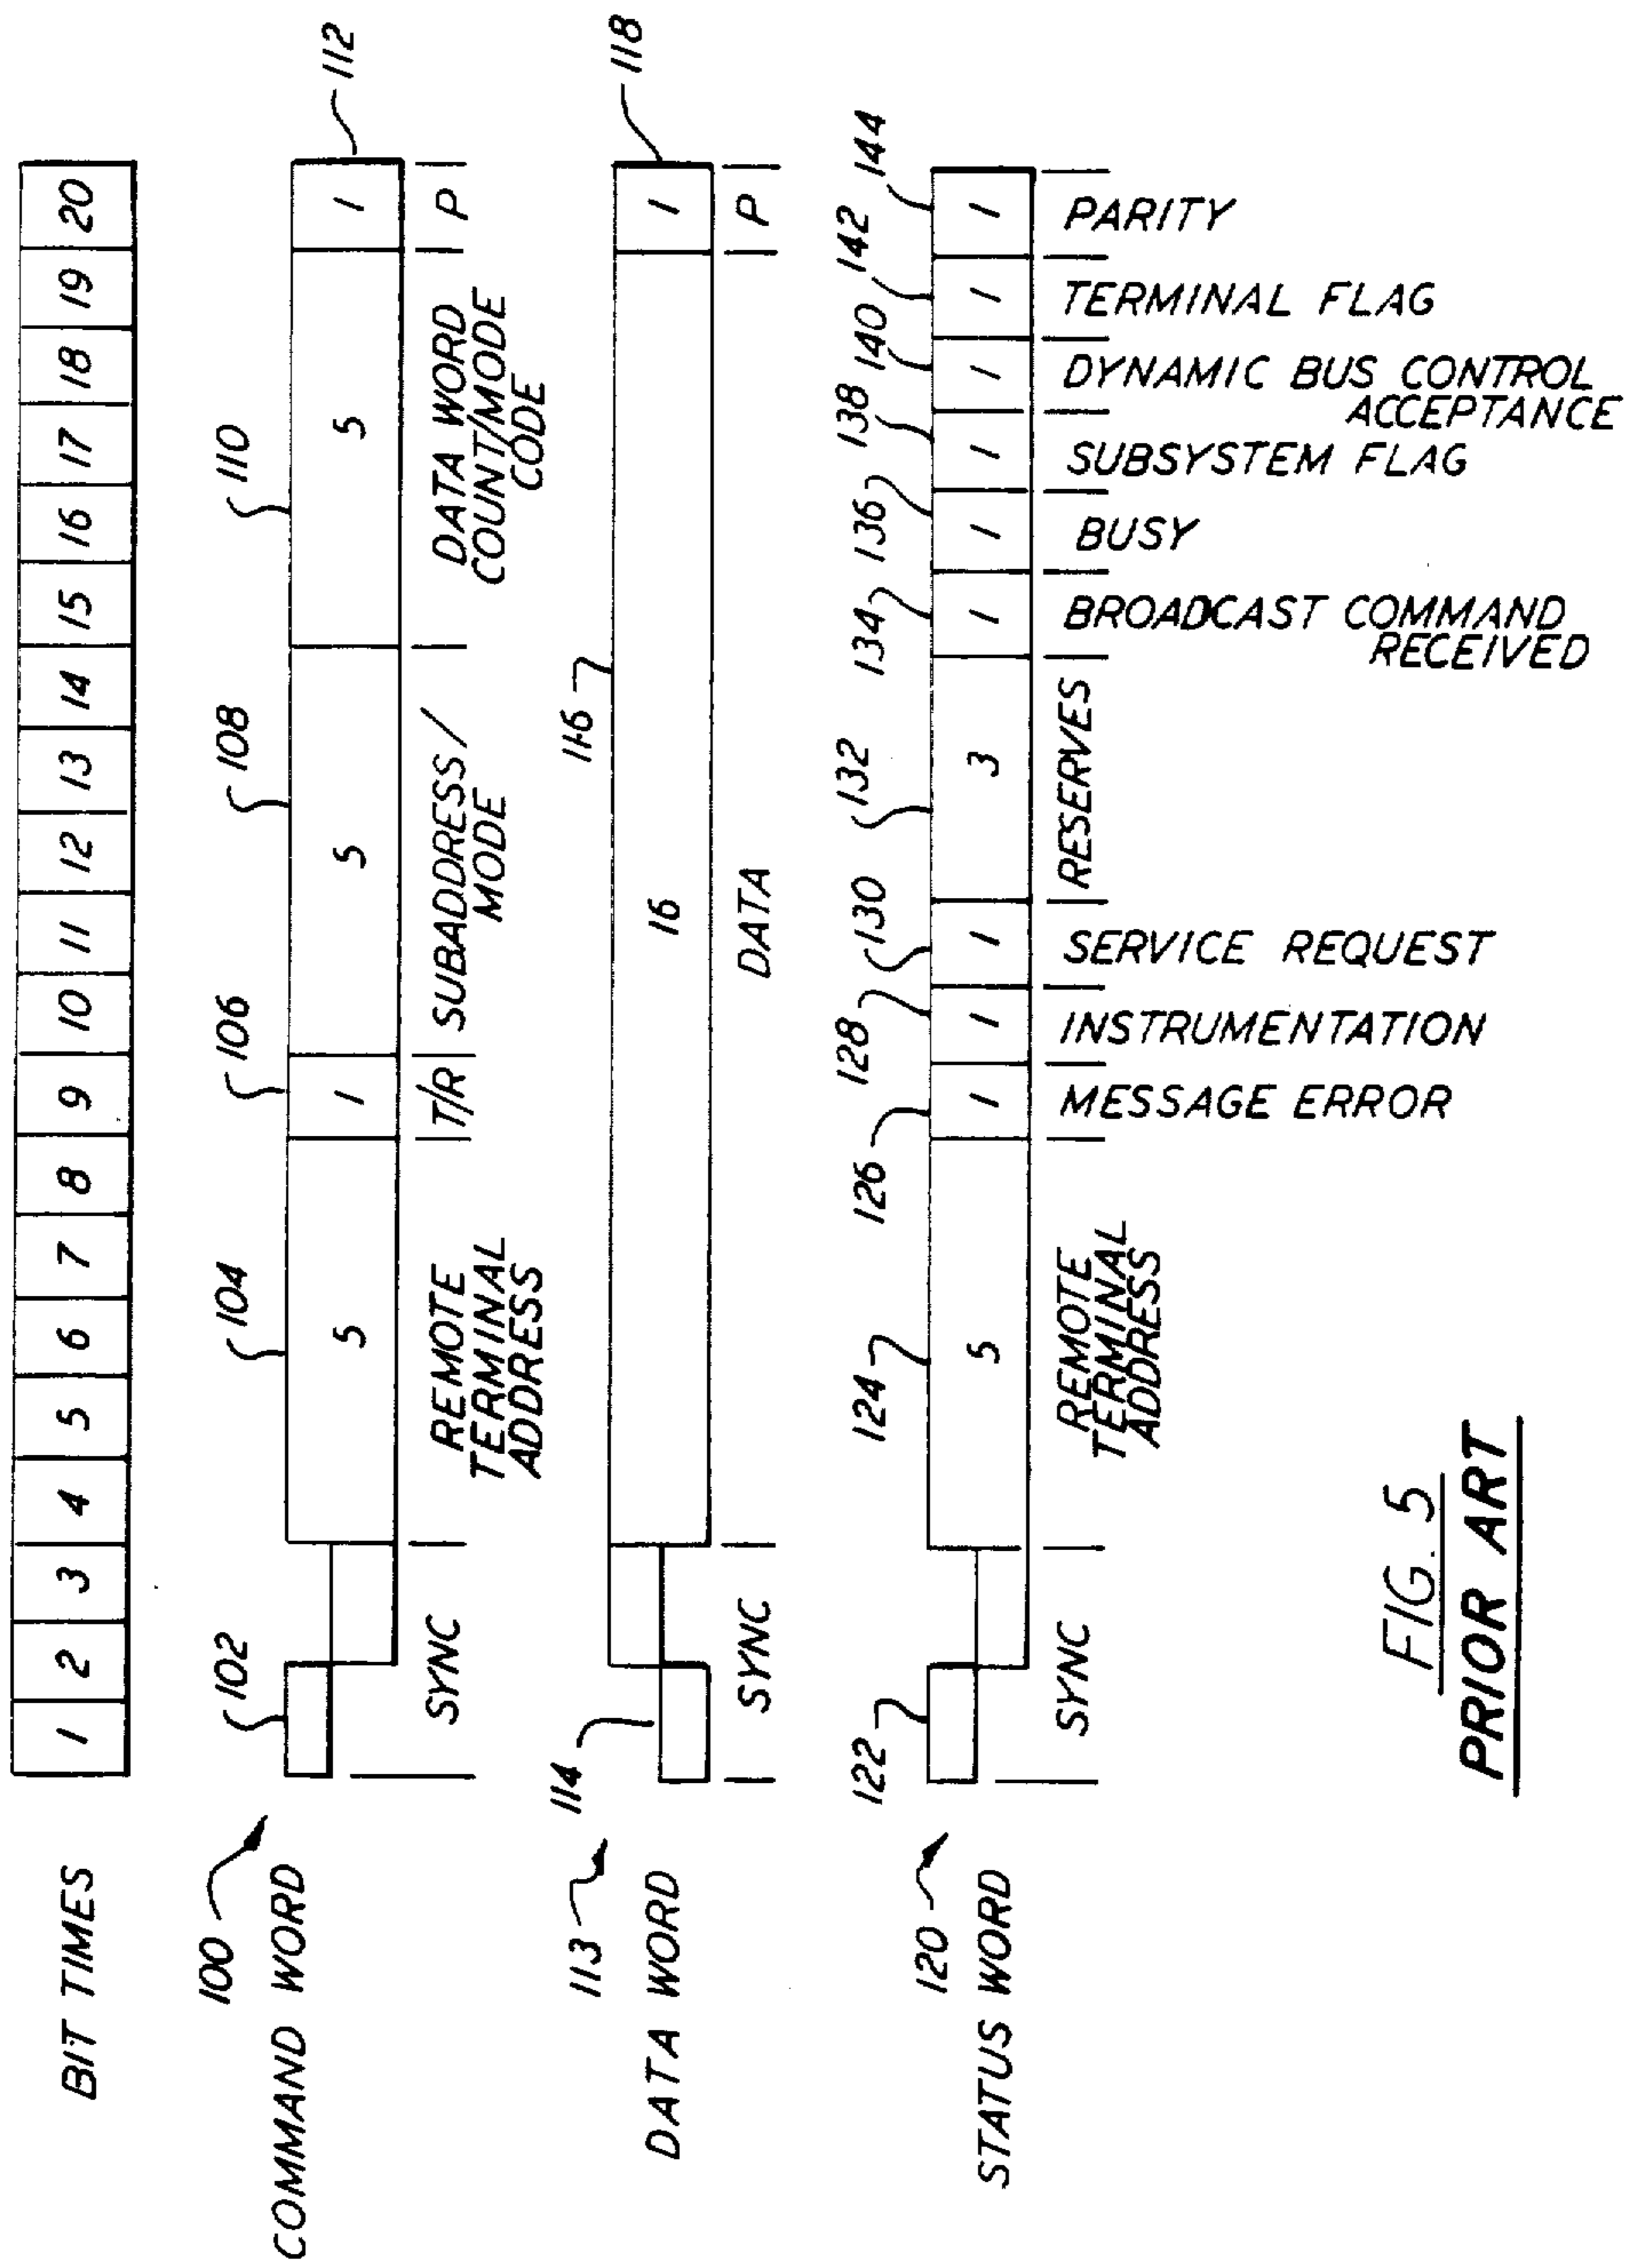 BIT TIMES
1 2 3 4 5 6 7 8 9 10 11 12 13 14 15 16 17 18 19 20
100
COMMAND WORD
102 104 106 108 110 112
5 1 5 5 1
SYNC
REMOTE
TERMINAL
ADDRESS
T/R
SUBADDRESS/
MODE
DATA WORD
COUNT/MODE
CODE
P
113
DATA WORD
114 116 118
16 1
SYNC DATA P
120
STATUS WORD
122 124 126 128 130 132 134 136 138 140 142 144
5 1 1 1 3 1 1 1 1 1 1
SYNC
REMOTE
TERMINAL
ADDRESS
MESSAGE ERROR
INSTRUMENTATION
SERVICE REQUEST
RESERVES
BROADCAST COMMAND
RECEIVED
BUSY
SUBSYSTEM FLAG
DYNAMIC BUS CONTROL
ACCEPTANCE
TERMINAL FLAG
PARITY
FIG. 5
PRIOR ART